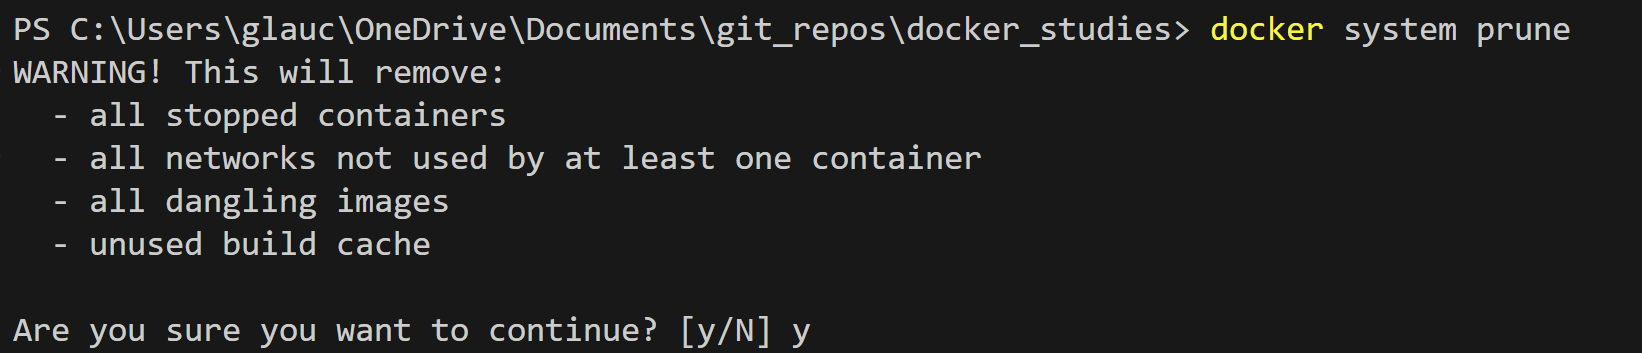 PS C:\Users\glauc\OneDrive\Documents\git_repos\docker_studies> docker system prune
WARNING! This will remove:
  - all stopped containers
  - all networks not used by at least one container
  - all dangling images
  - unused build cache

Are you sure you want to continue? [y/N] y